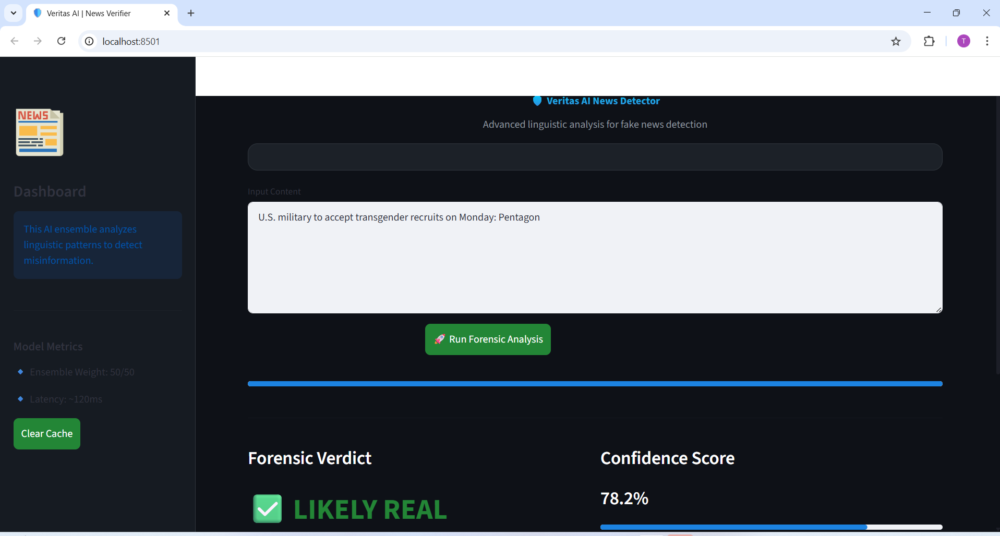 Veritas AI | News Verifier
localhost:8501
T
NEWS
Dashboard
This AI ensemble analyzes
linguistic patterns to detect
misinformation.
Model Metrics
Ensemble Weight: 50/50
Latency: ~120ms
Clear Cache
Veritas AI News Detector
Advanced linguistic analysis for fake news detection
Input Content
U.S. military to accept transgender recruits on Monday: Pentagon
🚀 Run Forensic Analysis
Forensic Verdict
✅ LIKELY REAL
Confidence Score
78.2%